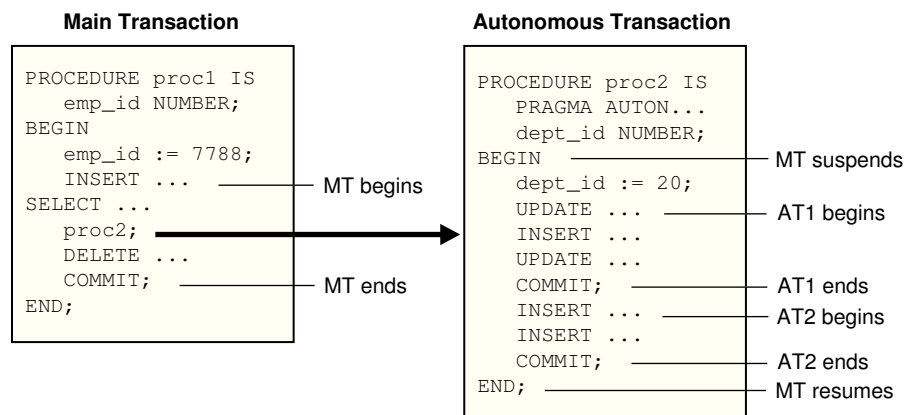 Main Transaction
PROCEDURE proc1 IS
emp_id NUMBER;
BEGIN
emp_id := 7788;
INSERT ...
MT begins
SELECT ...
proc2;
DELETE ...
COMMIT;
MT ends
END;
Autonomous Transaction
PROCEDURE proc2 IS
PRAGMA AUTON...
dept_id NUMBER;
BEGIN
MT suspends
dept_id := 20;
UPDATE ...
AT1 begins
INSERT ...
UPDATE ...
COMMIT;
AT1 ends
INSERT ...
AT2 begins
INSERT ...
COMMIT;
AT2 ends
END;
MT resumes